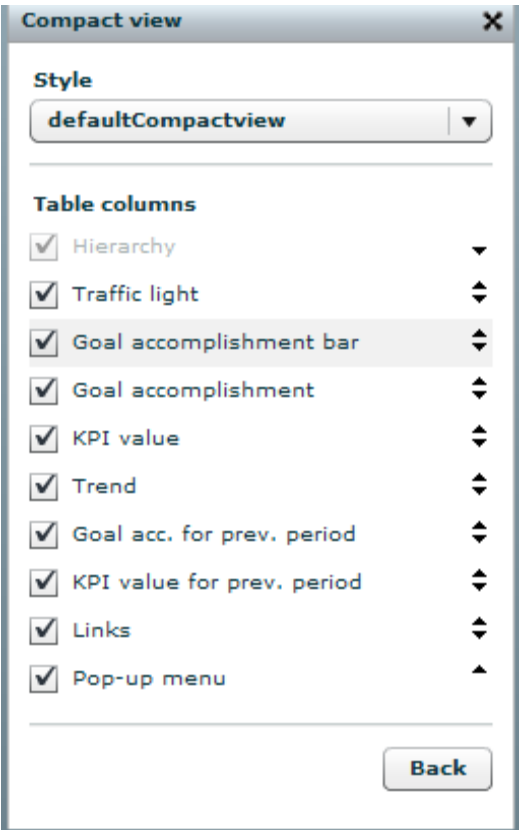 Compact view
Style
defaultCompactview
Table columns
Hierarchy
Traffic light
Goal accomplishment bar
Goal accomplishment
KPI value
Trend
Goal acc. for prev. period
KPI value for prev. period
Links
Pop-up menu
Back